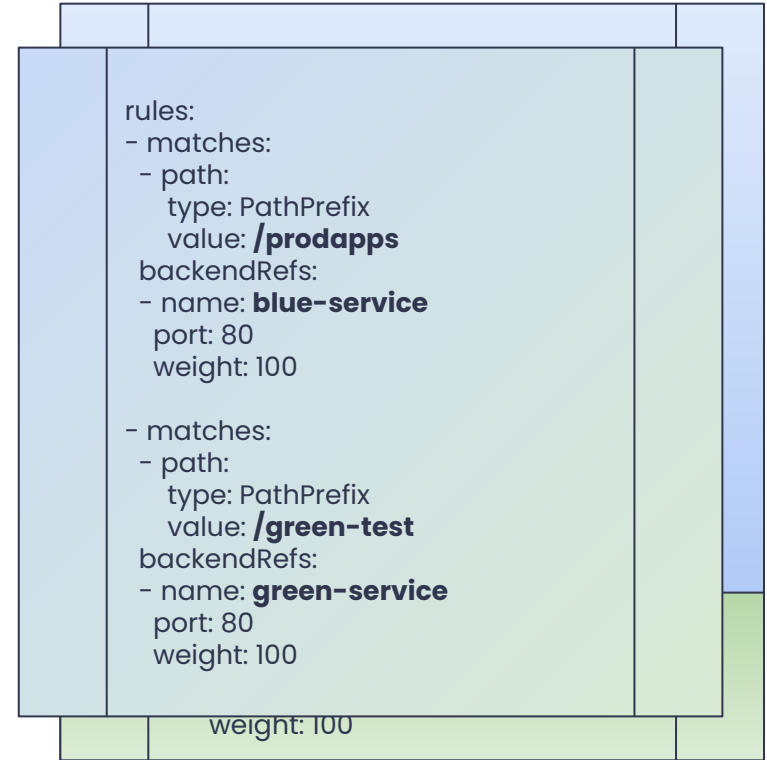 rules:
- matches:
  - path:
      type: PathPrefix
      value: /prodapps
  backendRefs:
  - name: blue-service
    port: 80
    weight: 100

- matches:
  - path:
      type: PathPrefix
      value: /green-test
  backendRefs:
  - name: green-service
    port: 80
    weight: 100
weight: 100